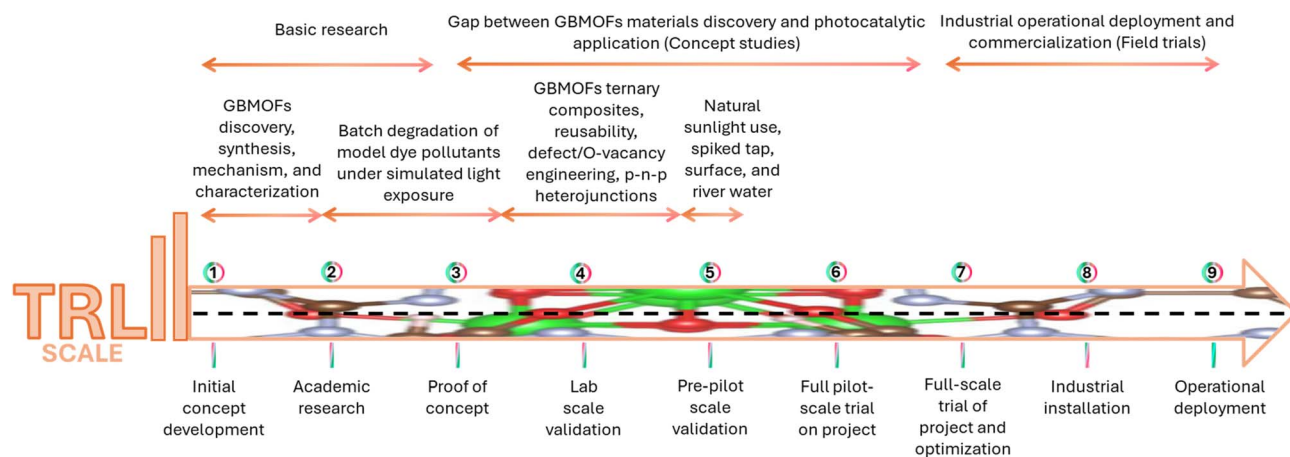 Basic research
Gap between GBMOFs materials discovery and photocatalytic
application (Concept studies)
Industrial operational deployment and
commercialization (Field trials)
GBMOFs
discovery,
synthesis,
mechanism, and
characterization
Batch degradation of
model dye pollutants
under simulated light
exposure
GBMOFs ternary
composites,
reusability,
defect/O-vacancy
engineering, p-n-p
heterojunctions
Natural
sunlight use,
spiked tap,
surface, and
river water
TRL
SCALE
1
2
3
4
5
6
7
8
9
Initial
concept
development
Academic
research
Proof of
concept
Lab
scale
validation
Pre-pilot
scale
validation
Full pilot-
scale trial
on project
Full-scale
trial of
project and
optimization
Industrial
installation
Operational
deployment